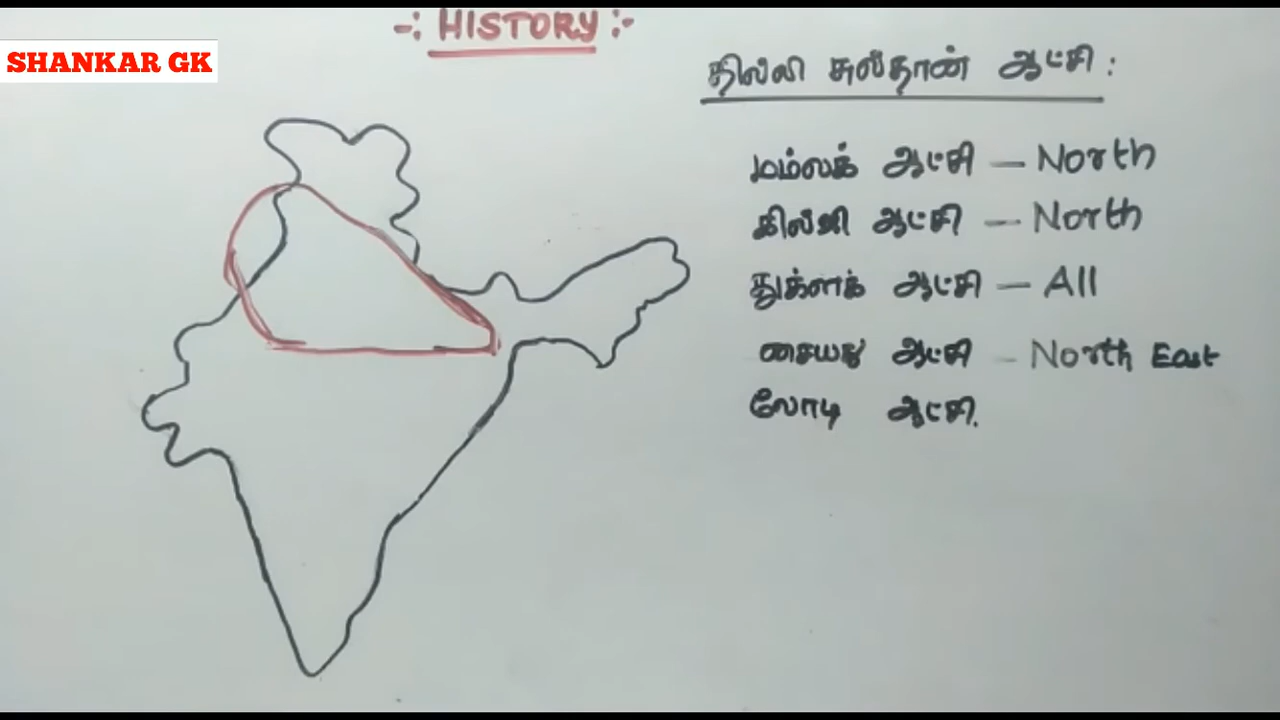 -: HISTORY :-
SHANKAR GK
தில்லி சுல்தான் ஆட்சி :
மம்லுக் ஆட்சி – North
கில்ஜி ஆட்சி – North
துக்ளக் ஆட்சி – All
சையது ஆட்சி – North East
லோடி ஆட்சி.